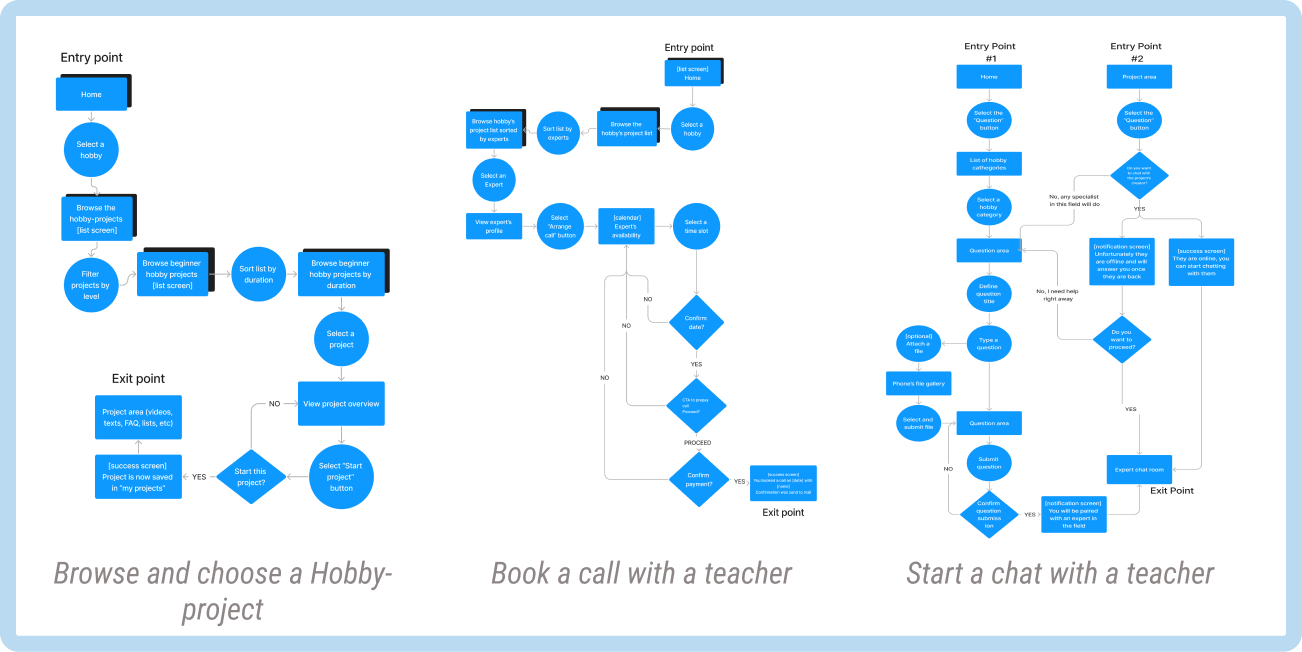 Entry point
Home
Select a
hobby
Browse the
hobby-projects
[list screen]
Filter
projects by
level
Browse beginner
hobby projects
[list screen]
Sort list by
duration
Browse beginner
hobby projects by
duration
Select a
project
View project overview
Select "Start
project"
button
Start this
project?
NO
YES
[success screen]
Project is now saved
in "my projects"
Project area (videos,
texts, FAQ, lists, etc)
Exit point
Browse and choose a Hobby-
project
Entry point
[list screen]
Home
Select a
hobby
Browse the
hobby's project list
Sort list by
experts
Browse hobby's
project list sorted
by experts
Select an
Expert
View expert's
profile
Select
"Arrange
call" button
[calendar]
Expert's
availability
Select a
time slot
Confirm
date?
NO
YES
CTA to prepay
call
Proceed?
NO
PROCEED
Confirm
payment?
NO
YES
[success screen]
You booked a call on [date] with
[name]
Confirmation was send to mail
Exit point
Book a call with a teacher
Entry Point
#1
Home
Select the
"Question"
button
List of hobby
cathegories
Select a
hobby
category
Question area
Define
question
title
Type a
question
[optional]
Attach a
file
Phone's file gallery
Select and
submit file
Question area
Submit
question
Confirm
question
submiss
ion
NO
YES
[notification screen]
You will be paired
with an expert in
the field
Entry Point
#2
Project area
Select the
"Question"
button
Do you want
to chat with
the project's
creator?
No, any specialist
in this field will do
YES
[notification screen]
Unfortunately they
are offline and will
answer you once
they are back
[success screen]
They are online, you
can start chetting
with them
No, I need help
right away
Do you
want to
proceed?
YES
Expert chat room
Exit Point
Start a chat with a teacher